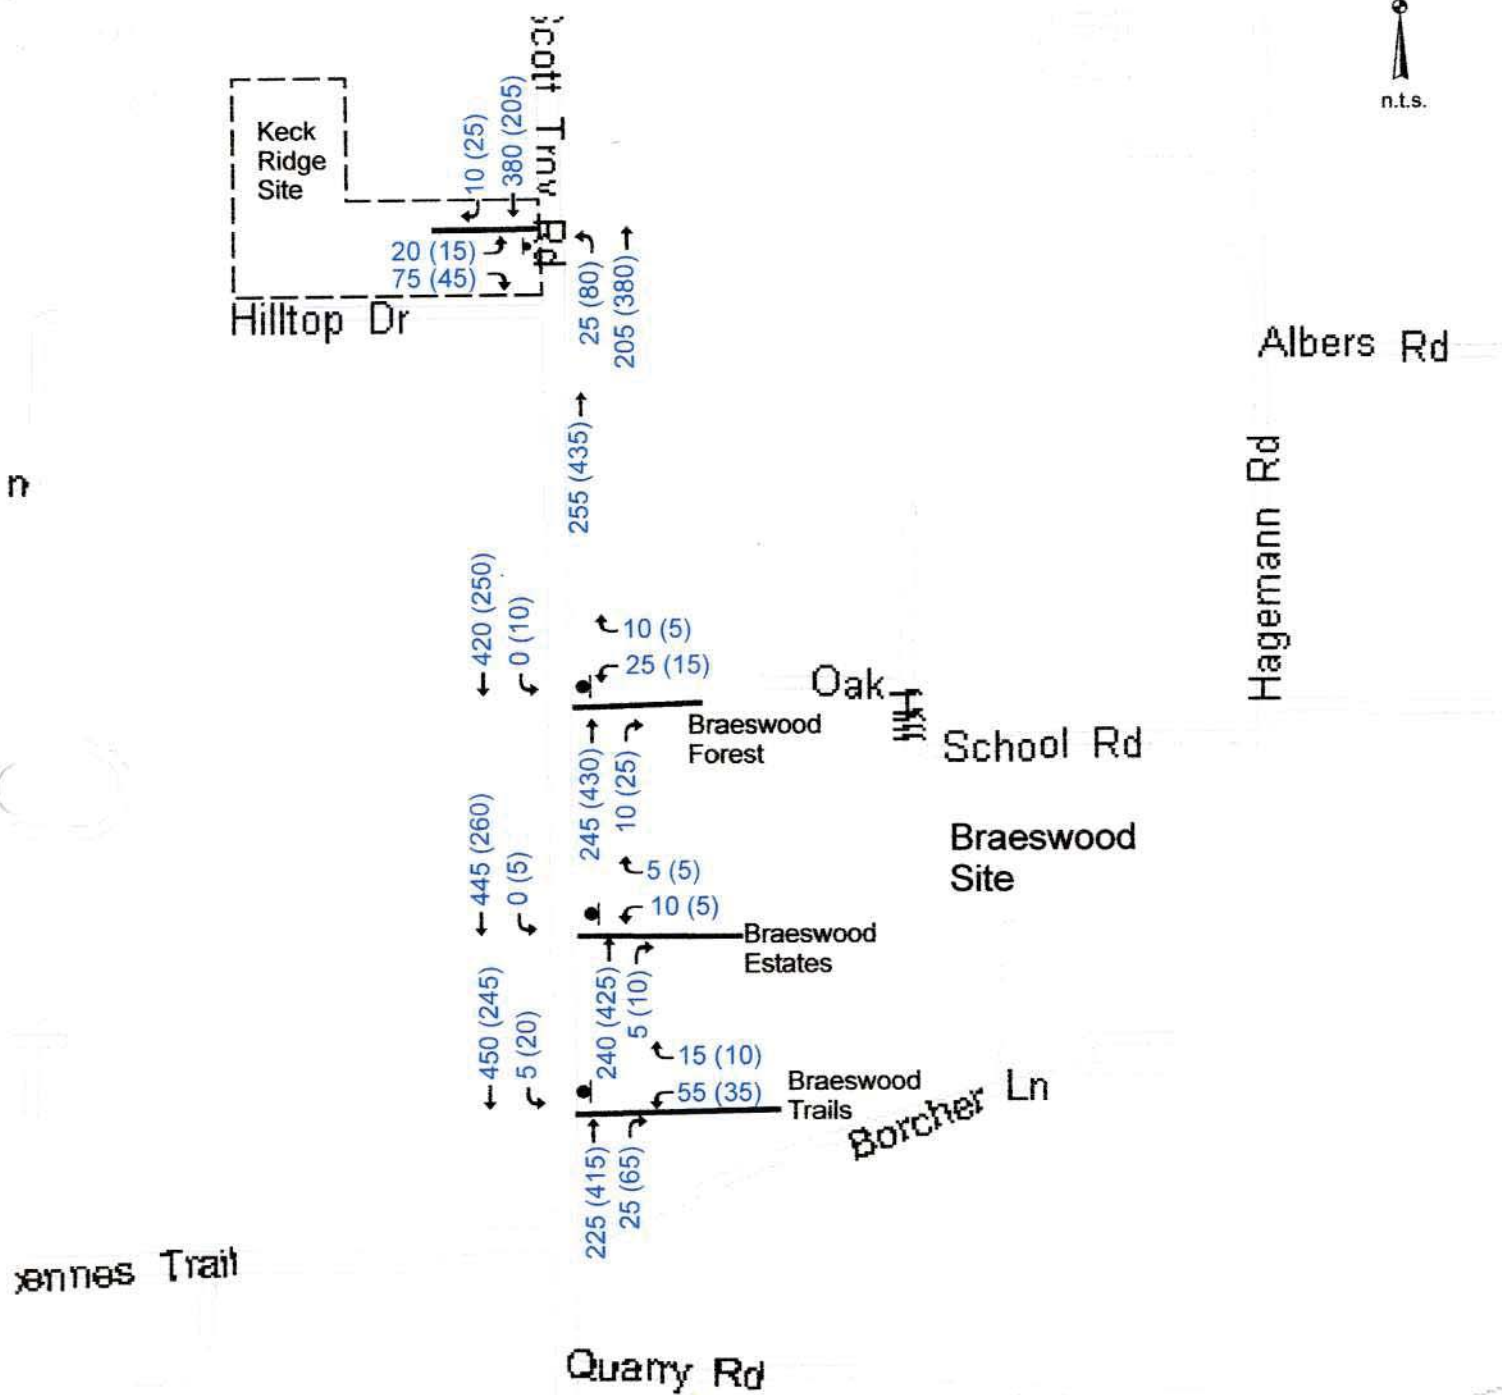 n.t.s.
Scott Troy Rd
Keck
Ridge
Site
10 (25)
380 (205)
20 (15)
75 (45)
Hilltop Dr
25 (80)
205 (380)
Albers Rd
255 (435)
Hagemann Rd
n
420 (250)
0 (10)
10 (5)
25 (15)
Oak
Braeswood
Forest
School Rd
245 (430)
10 (25)
Braeswood
Site
445 (260)
0 (5)
5 (5)
10 (5)
Braeswood
Estates
240 (425)
5 (10)
450 (245)
5 (20)
15 (10)
55 (35)
Braeswood
Trails
Borcher Ln
225 (415)
25 (65)
ennes Trail
Quarry Rd